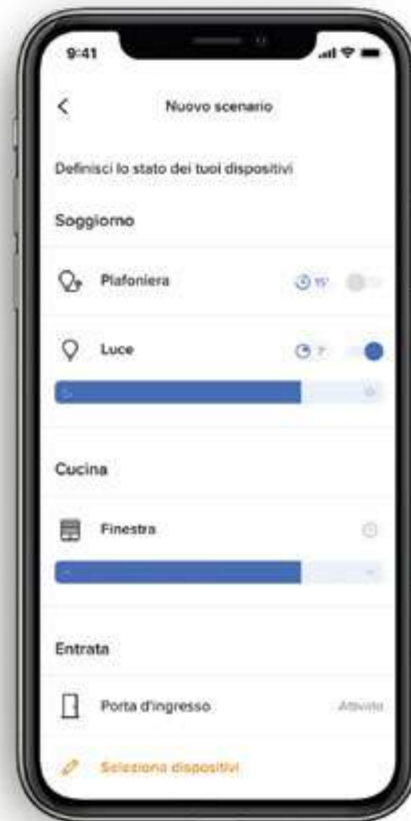 9:41
Nuovo scenario
Definisci lo stato dei tuoi dispositivi
Soggiorno
Plafoniera 15'
Luce
Cucina
Finestra
Entrata
Porta d'ingresso Attivato
Seleziona dispositivi